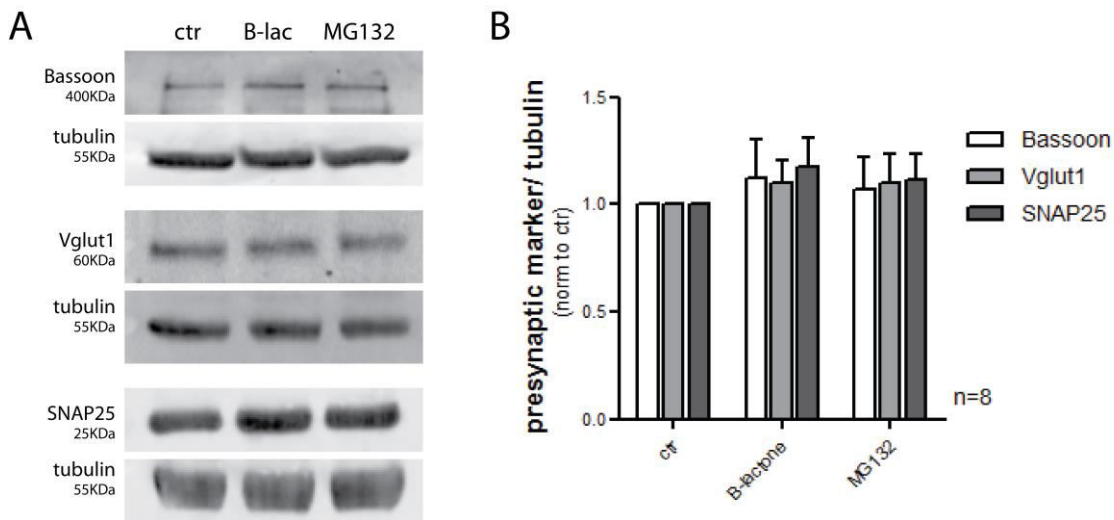 A
ctr B-lac MG132
Bassoon
400KDa
tubulin
55KDa
Vglut1
60KDa
tubulin
55KDa
SNAP25
25KDa
tubulin
55KDa
B
presynaptic marker/ tubulin
(norm to ctr)
1.5
1.0
0.5
0.0
ctr
B-lactone
MG132
Bassoon
Vglut1
SNAP25
n=8